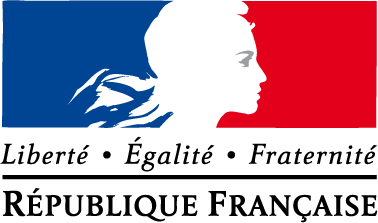 Liberté • Égalité • Fraternité
RÉPUBLIQUE FRANÇAISE